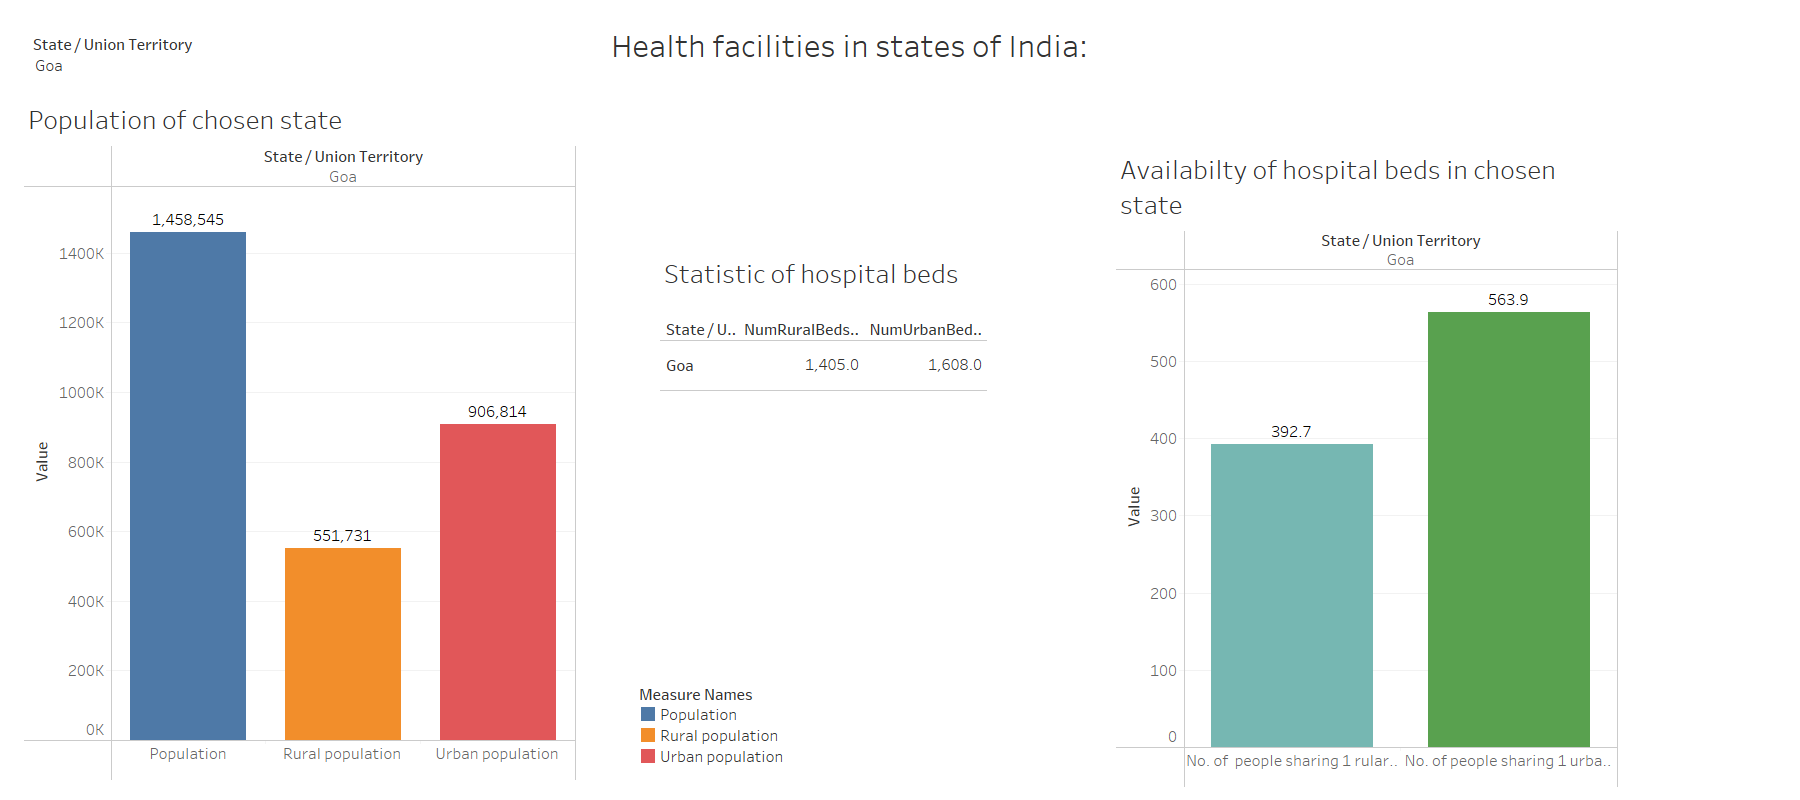 State / Union Territory
Goa
Health facilities in states of India:
Population of chosen state
State / Union Territory
Goa
1,458,545
551,731
906,814
1400K
1200K
1000K
800K
600K
400K
200K
0K
Value
Population
Rural population
Urban population
Statistic of hospital beds
State / U.. NumRuralBeds.. NumUrbanBed..
Goa 1,405.0 1,608.0
Measure Names
Population
Rural population
Urban population
Availabilty of hospital beds in chosen
state
State / Union Territory
Goa
392.7
563.9
600
500
400
300
200
100
0
Value
No. of people sharing 1 rular..
No. of people sharing 1 urba..